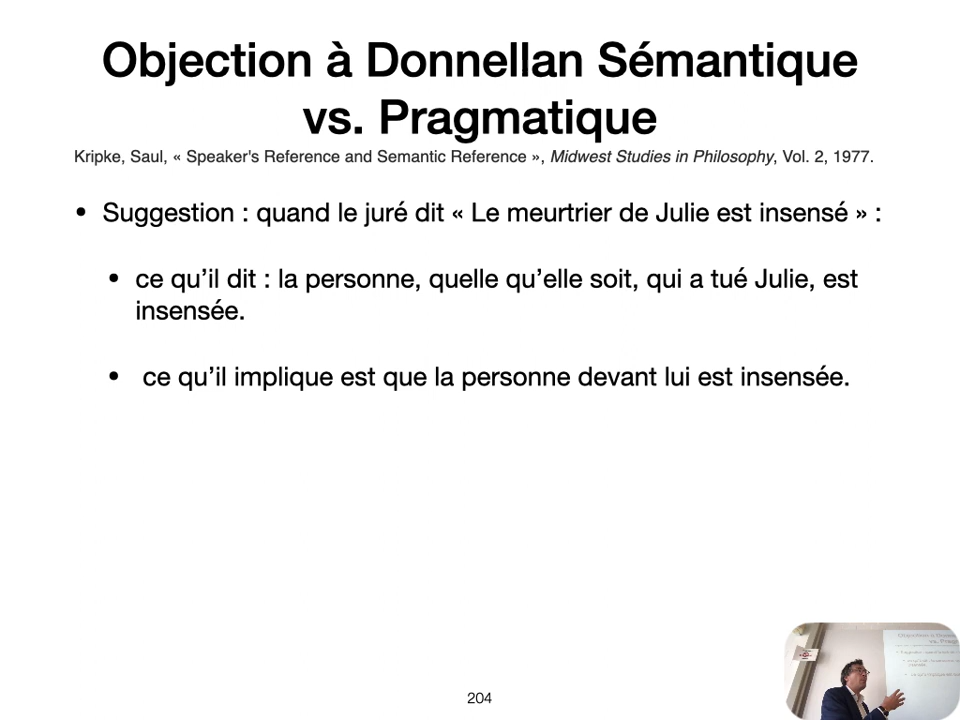 Objection à Donnellan Sémantique
vs. Pragmatique
Kripke, Saul, « Speaker's Reference and Semantic Reference », Midwest Studies in Philosophy, Vol. 2, 1977.
• Suggestion : quand le juré dit « Le meurtrier de Julie est insensé » :
• ce qu’il dit : la personne, quelle qu’elle soit, qui a tué Julie, est
insensée.
• ce qu’il implique est que la personne devant lui est insensée.
204